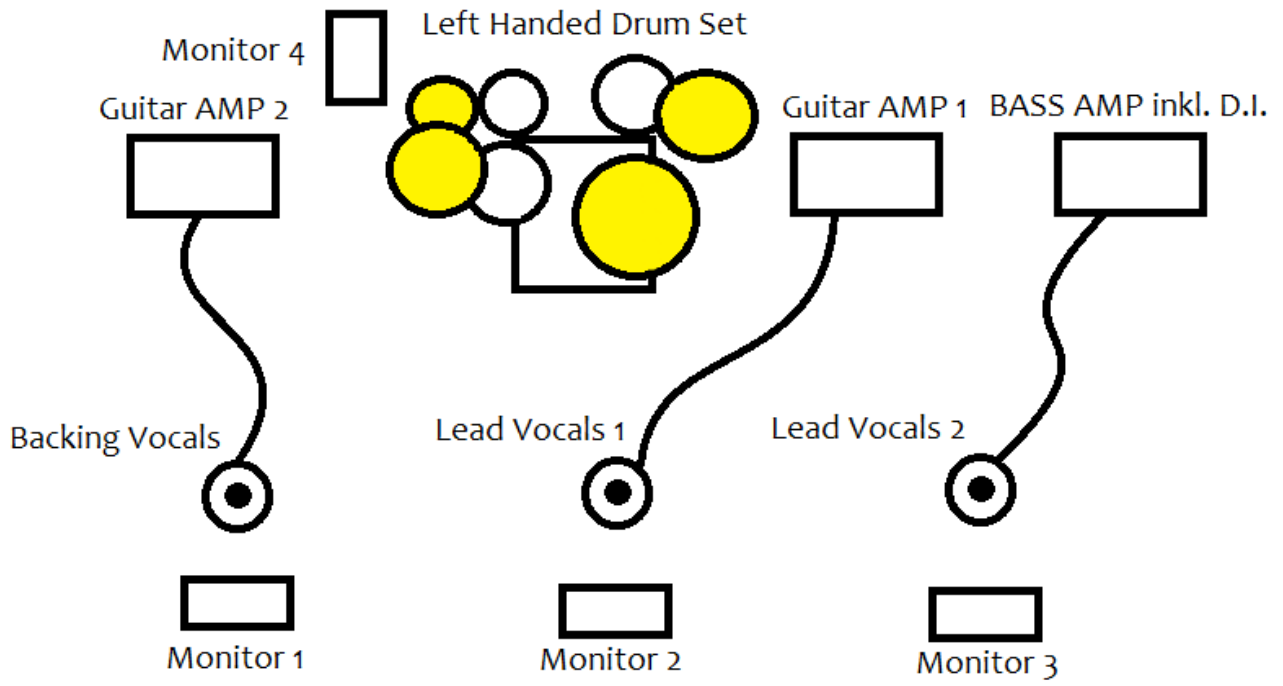 Left Handed Drum Set
Monitor 4
Guitar AMP 2
Guitar AMP 1
BASS AMP inkl. D.I.
Backing Vocals
Lead Vocals 1
Lead Vocals 2
Monitor 1
Monitor 2
Monitor 3